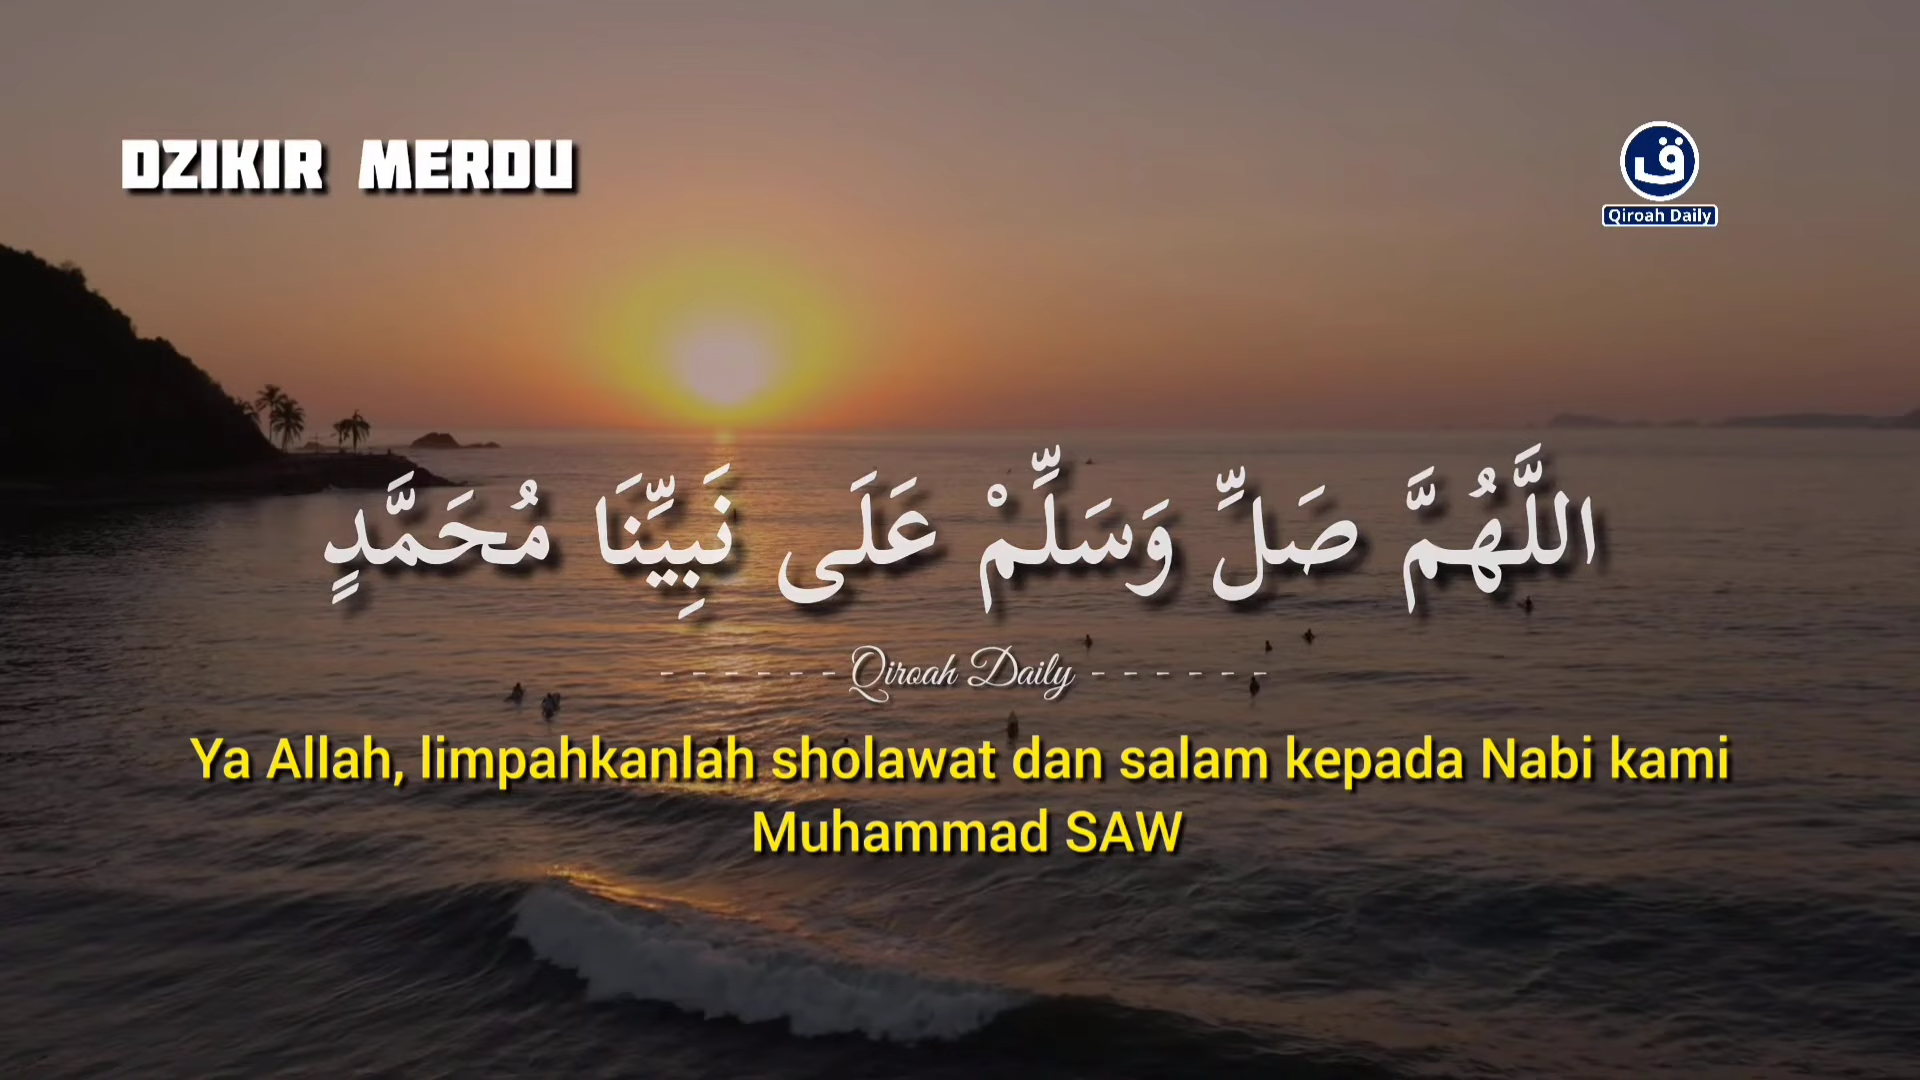 DZIKIR MERDU
ق
Qiroah Daily
اللَّهُمَّ صَلِّ وَسَلِّمْ عَلَى نَبِيِّنَا مُحَمَّدٍ
------ Qiroah Daily ------
Ya Allah, limpahkanlah sholawat dan salam kepada Nabi kami
Muhammad SAW